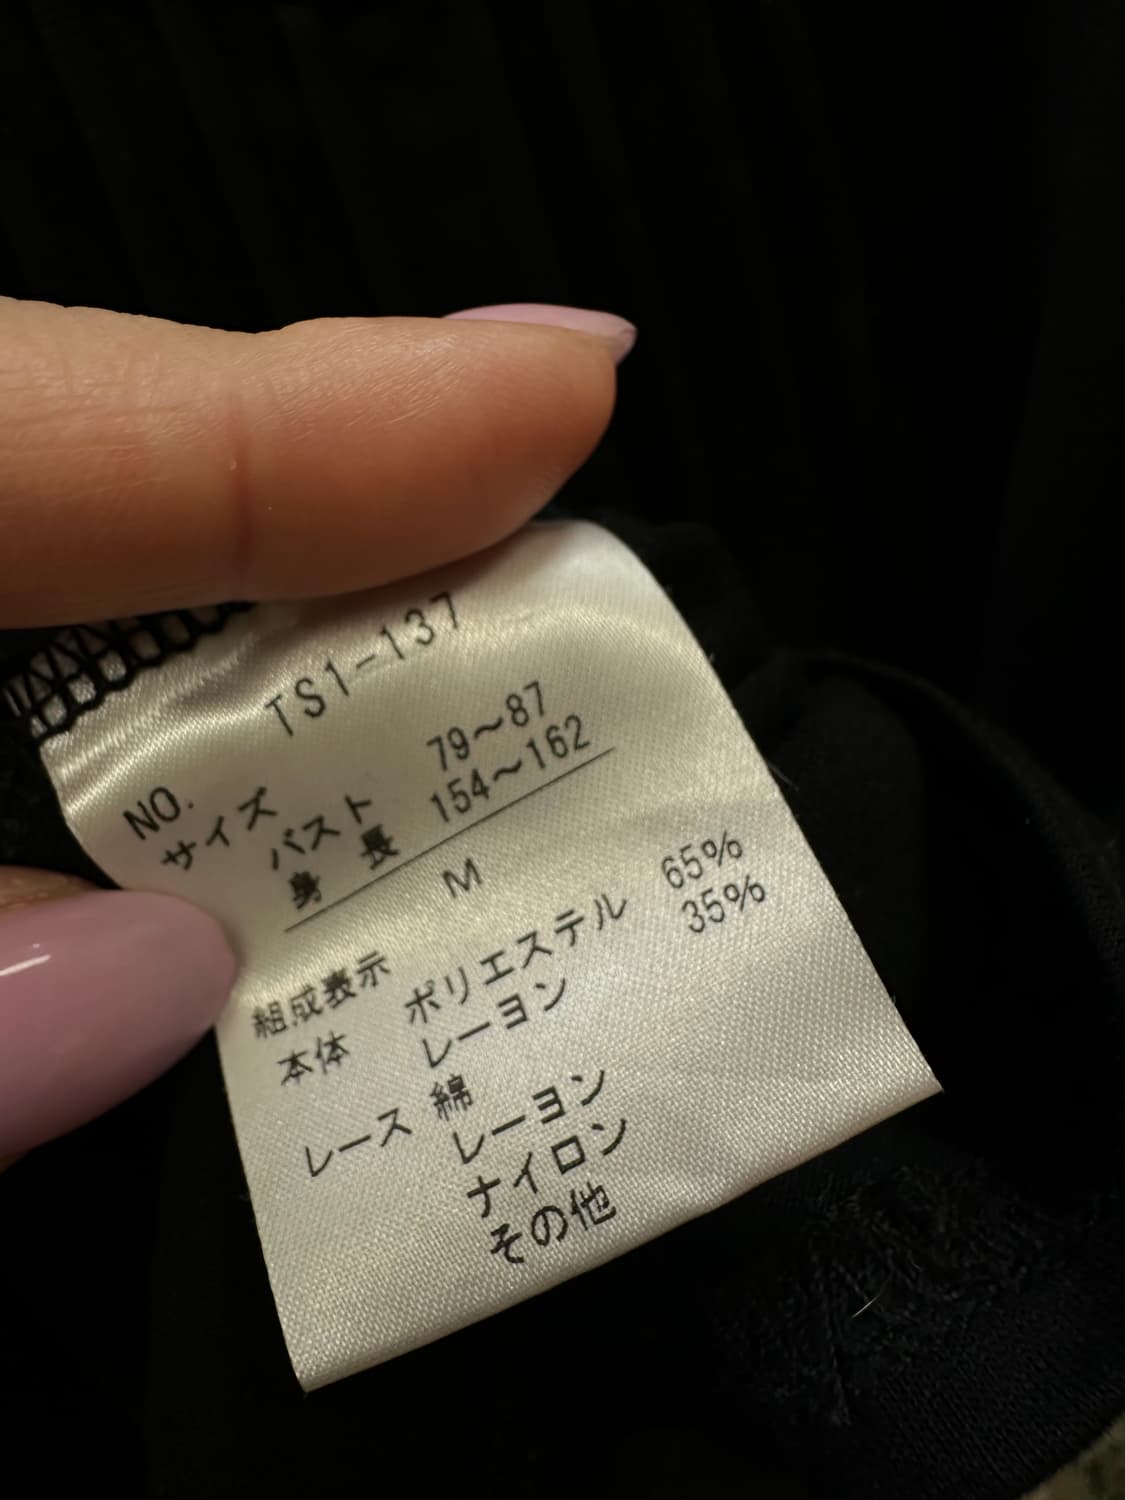 NO. TS1-137
サイズ
バスト 79〜87
身長 154〜162
M
組成表示
本体 ポリエステル 65%
レーヨン 35%
レース 綿
レーヨン
ナイロン
その他